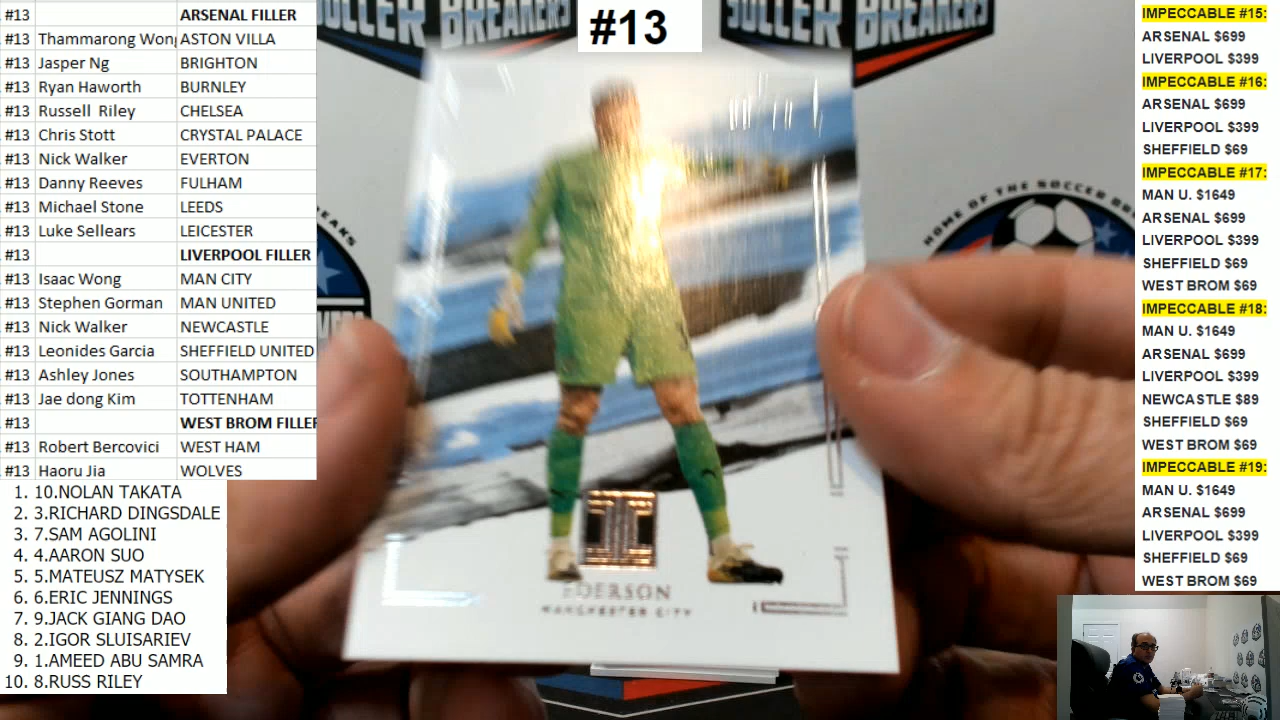 #13 ARSENAL FILLER
#13 Thammarong Wong ASTON VILLA
#13 Jasper Ng BRIGHTON
#13 Ryan Haworth BURNLEY
#13 Russell Riley CHELSEA
#13 Chris Stott CRYSTAL PALACE
#13 Nick Walker EVERTON
#13 Danny Reeves FULHAM
#13 Michael Stone LEEDS
#13 Luke Sellears LEICESTER
#13 LIVERPOOL FILLER
#13 Isaac Wong MAN CITY
#13 Stephen Gorman MAN UNITED
#13 Nick Walker NEWCASTLE
#13 Leonides Garcia SHEFFIELD UNITED
#13 Ashley Jones SOUTHAMPTON
#13 Jae dong Kim TOTTENHAM
#13 WEST BROM FILLER
#13 Robert Bercovici WEST HAM
#13 Haoru Jia WOLVES
1. 10.NOLAN TAKATA
2. 3.RICHARD DINGSDALE
3. 7.SAM AGOLINI
4. 4.AARON SUO
5. 5.MATEUSZ MATYSEK
6. 6.ERIC JENNINGS
7. 9.JACK GIANG DAO
8. 2.IGOR SLUISARIEV
9. 1.AMEED ABU SAMRA
10. 8.RUSS RILEY
SOCCER BREAKERS
#13
HOME OF THE SOCCER
EDERSON
MANCHESTER CITY
IMPECCABLE #15:
ARSENAL $699
LIVERPOOL $399
IMPECCABLE #16:
ARSENAL $699
LIVERPOOL $399
SHEFFIELD $69
IMPECCABLE #17:
MAN U. $1649
ARSENAL $699
LIVERPOOL $399
SHEFFIELD $69
WEST BROM $69
IMPECCABLE #18:
MAN U. $1649
ARSENAL $699
LIVERPOOL $399
NEWCASTLE $89
SHEFFIELD $69
WEST BROM $69
IMPECCABLE #19:
MAN U. $1649
ARSENAL $699
LIVERPOOL $399
SHEFFIELD $69
WEST BROM $69